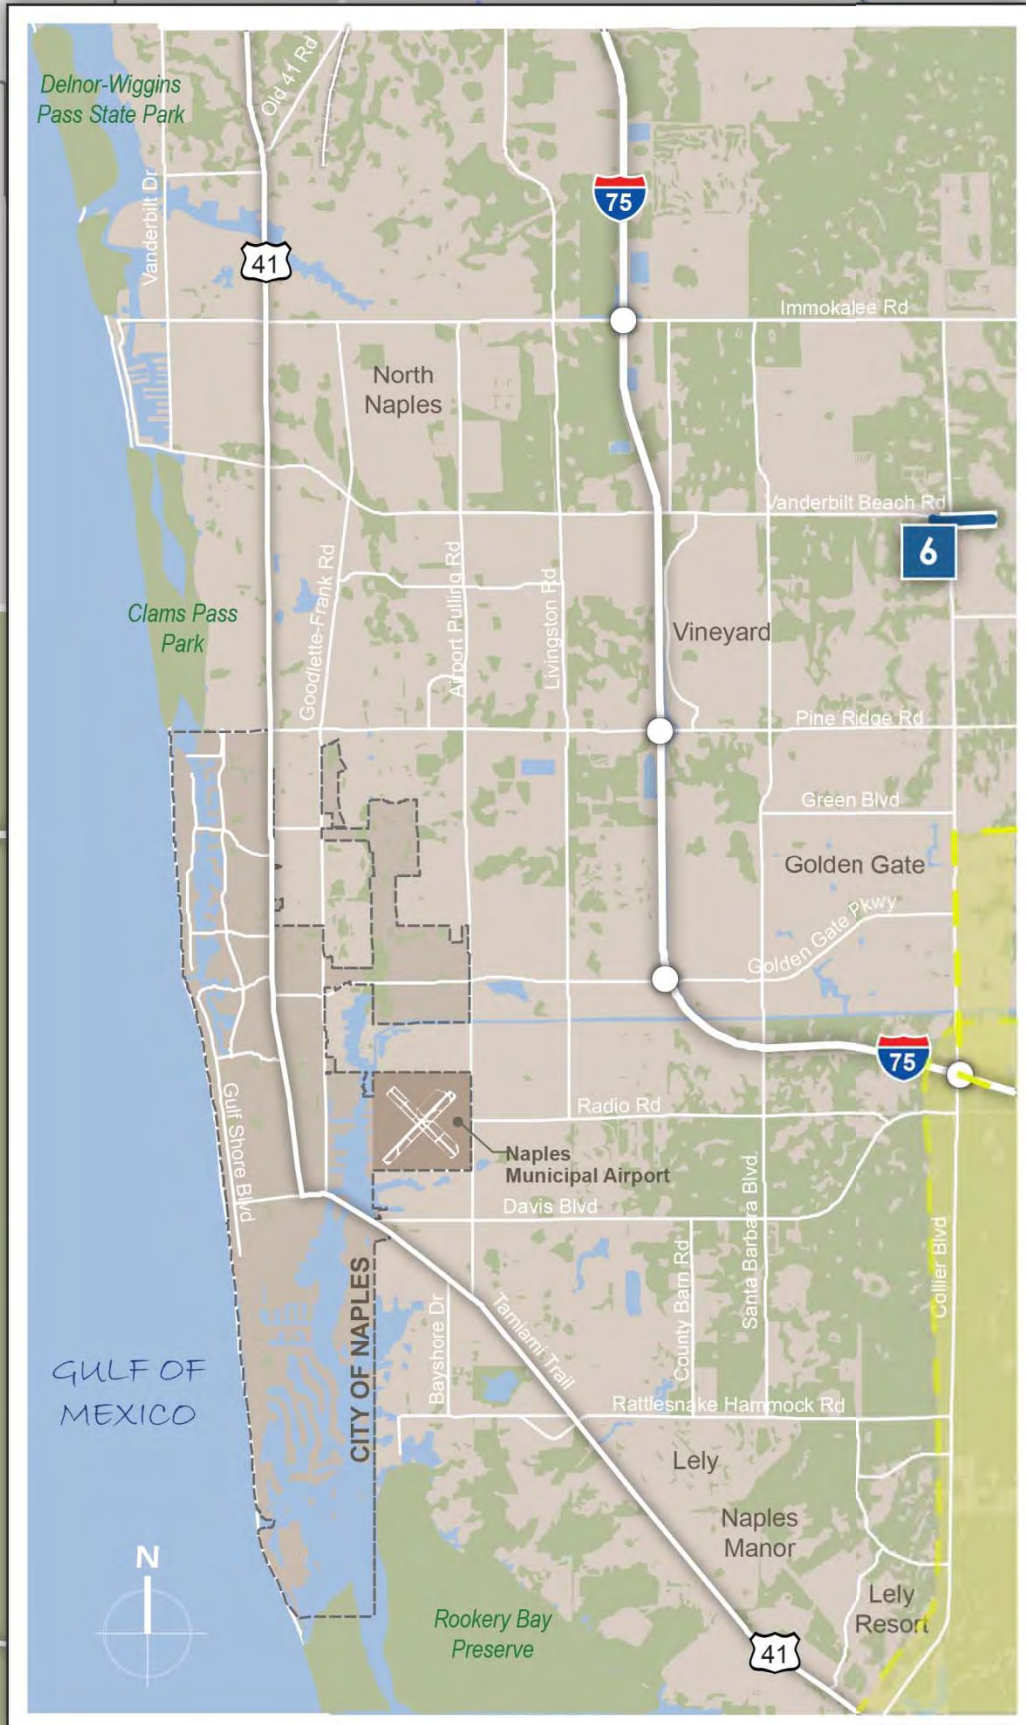 Delnor-Wiggins
Pass State Park
Old 41 Rd
Vanderbilt Dr
75
41
Immokalee Rd
North
Naples
Vanderbilt Beach Rd
6
Goodlette-Frank Rd
Airport Pulling Rd
Livingston Rd
Clams Pass
Park
Vineyard
Pine Ridge Rd
Green Blvd
Golden Gate
Golden Gate Pkwy
75
Gulf Shore Blvd
Radio Rd
Naples
Municipal Airport
Davis Blvd
Santa Barbara Blvd.
County Barn Rd
Collier Blvd
CITY OF NAPLES
Bayshore Dr
Tamiami Trail
GULF OF
MEXICO
Rattlesnake Hammock Rd
Lely
Naples
Manor
N
Lely
Resort
Rookery Bay
Preserve
41